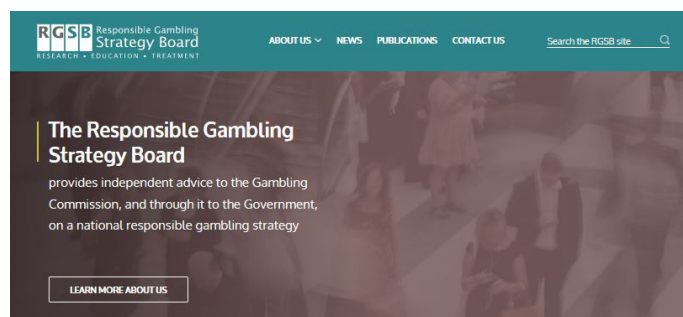 RGSB Responsible Gambling
Strategy Board
RESEARCH • EDUCATION • TREATMENT
ABOUT US NEWS PUBLICATIONS CONTACT US Search the RGSB site
The Responsible Gambling
Strategy Board
provides independent advice to the Gambling
Commission, and through it to the Government,
on a national responsible gambling strategy
LEARN MORE ABOUT US